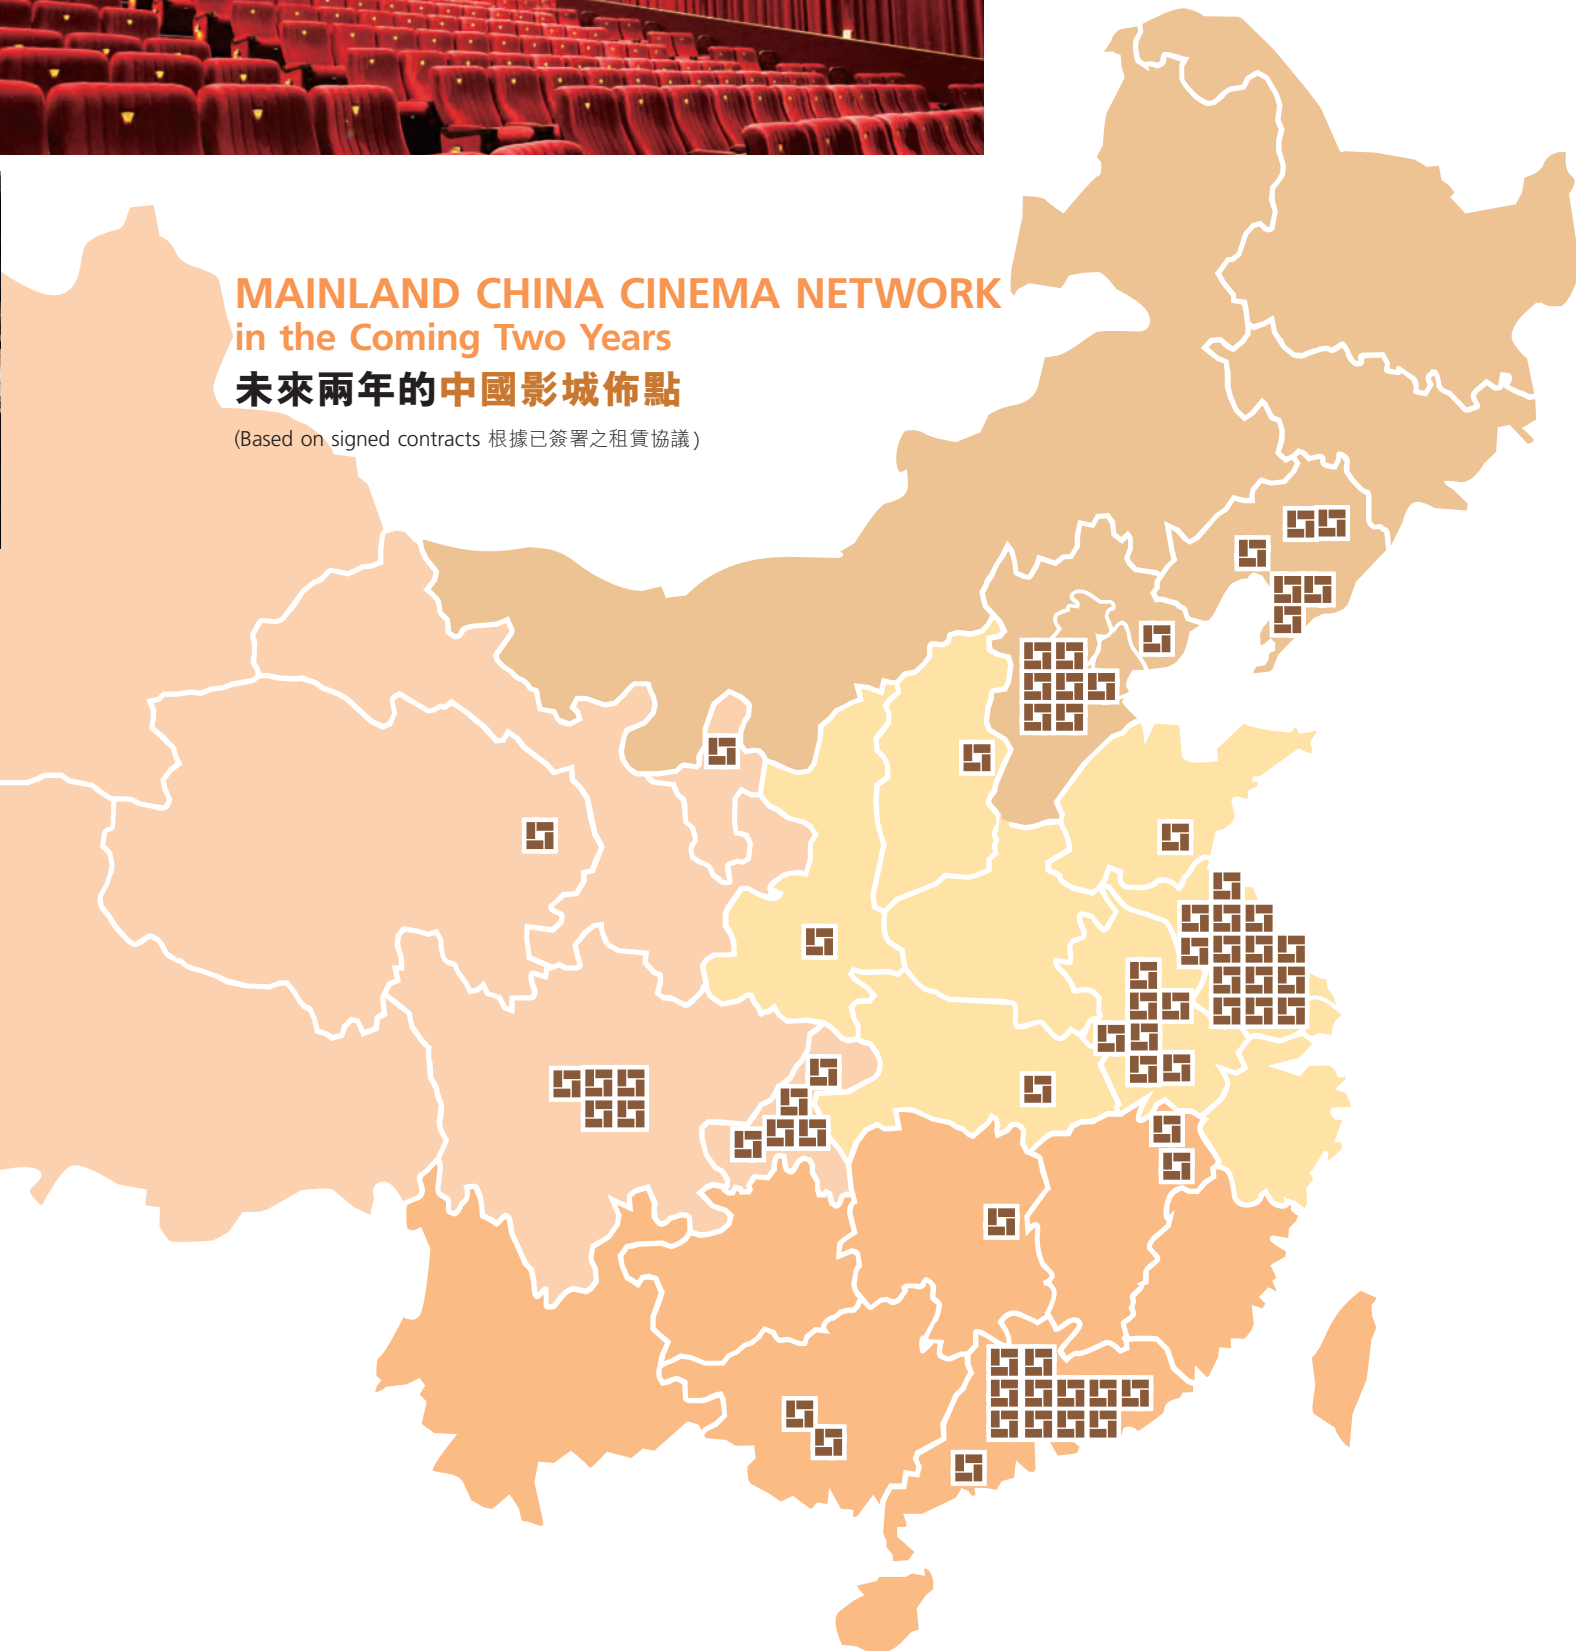 MAINLAND CHINA CINEMA NETWORK
in the Coming Two Years
未來兩年的中國影城佈點
(Based on signed contracts 根據已簽署之租賃協議)